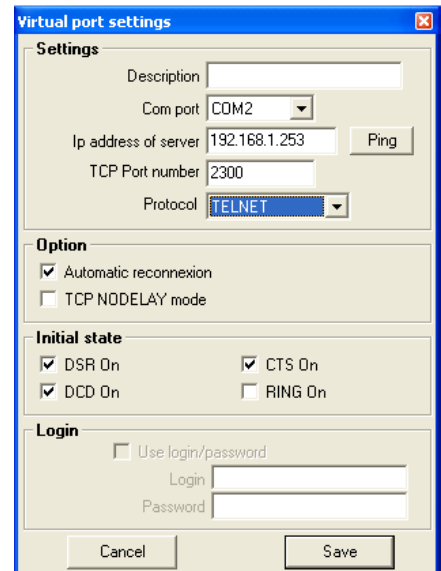 Virtual port settings
Settings
Description
Com port COM2
Ip address of server 192.168.1.253 Ping
TCP Port number 2300
Protocol TELNET
Option
Automatic reconnexion
TCP NODELAY mode
Initial state
DSR On CTS On
DCD On RING On
Login
Use login/password
Login
Password
Cancel Save